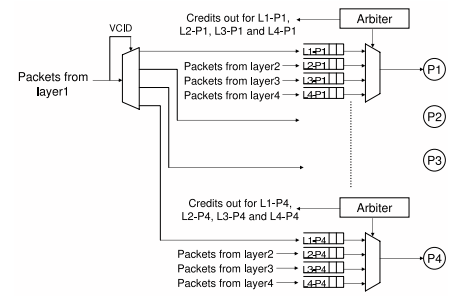 Credits out for L1-P1,
L2-P1, L3-P1 and L4-P1
Arbiter
VCID
Packets from
layer1
L1-P1
Packets from layer2
L2-P1
Packets from layer3
L3-P1
Packets from layer4
L4-P1
P1
P2
P3
Credits out for L1-P4,
L2-P4, L3-P4 and L4-P4
Arbiter
L1-P4
Packets from layer2
L2-P4
Packets from layer3
L3-P4
Packets from layer4
L4-P4
P4